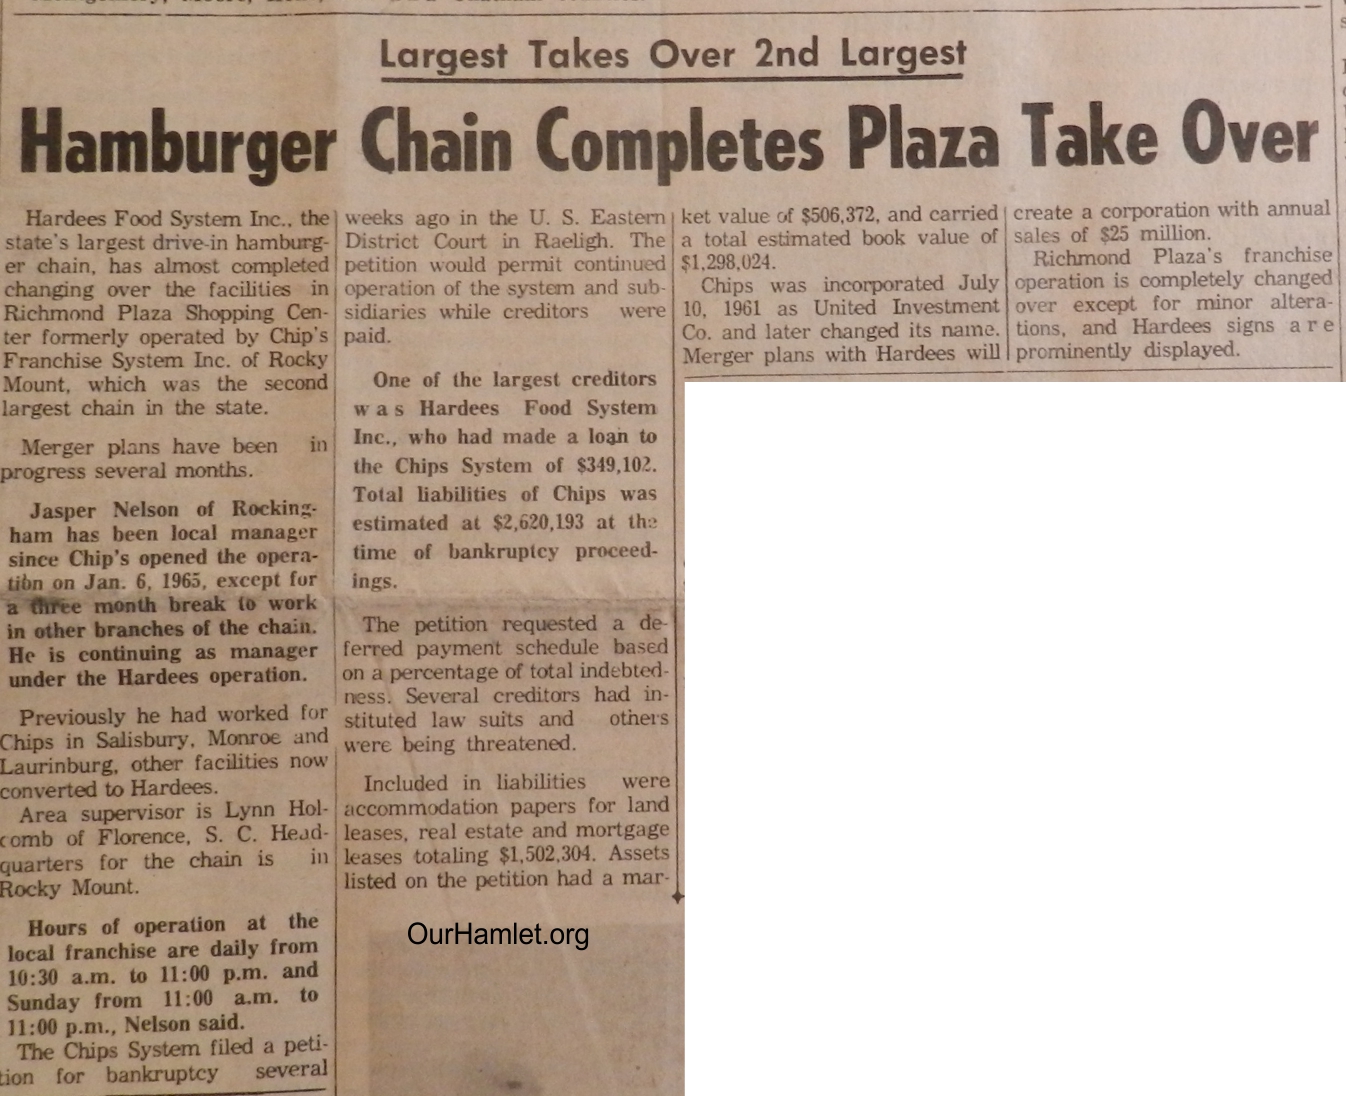 Largest Takes Over 2nd Largest
Hamburger Chain Completes Plaza Take Over
Hardees Food System Inc., the
state's largest drive-in hamburg-
er chain, has almost completed
changing over the facilities in
Richmond Plaza Shopping Cen-
ter formerly operated by Chip's
Franchise System Inc. of Rocky
Mount, which was the second
largest chain in the state.
Merger plans have been in
progress several months.
Jasper Nelson of Rocking-
ham has been local manager
since Chip's opened the opera-
tion on Jan. 6, 1965, except for
a three month break to work
in other branches of the chain.
He is continuing as manager
under the Hardees operation.
Previously he had worked for
Chips in Salisbury, Monroe and
Laurinburg, other facilities now
converted to Hardees.
Area supervisor is Lynn Hol-
comb of Florence, S. C. Head-
quarters for the chain is in
Rocky Mount.
Hours of operation at the
local franchise are daily from
10:30 a.m. to 11:00 p.m. and
Sunday from 11:00 a.m. to
11:00 p.m., Nelson said.
The Chips System filed a peti-
tion for bankruptcy several
weeks ago in the U. S. Eastern
District Court in Raeligh. The
petition would permit continued
operation of the system and sub-
sidiaries while creditors were
paid.
One of the largest creditors
was Hardees Food System
Inc., who had made a loan to
the Chips System of $349,102.
Total liabilities of Chips was
estimated at $2,620,193 at the
time of bankruptcy proceed-
ings.
The petition requested a de-
ferred payment schedule based
on a percentage of total indebted-
ness. Several creditors had in-
stituted law suits and others
were being threatened.
Included in liabilities were
accommodation papers for land
leases, real estate and mortgage
leases totaling $1,502,304. Assets
listed on the petition had a mar-
ket value of $506,372, and carried
a total estimated book value of
$1,298,024.
Chips was incorporated July
10, 1961 as United Investment
Co. and later changed its name.
Merger plans with Hardees will
create a corporation with annual
sales of $25 million.
Richmond Plaza's franchise
operation is completely changed
over except for minor altera-
tions, and Hardees signs are
prominently displayed.
OurHamlet.org